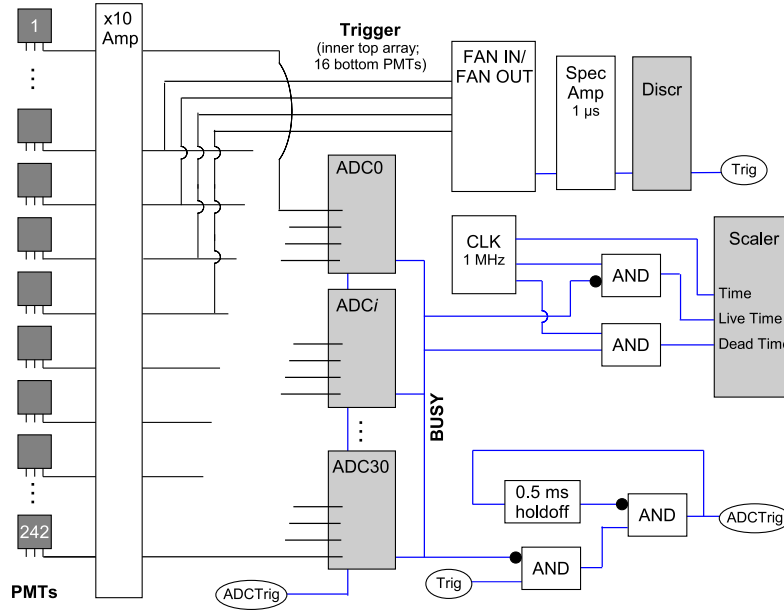 1
x10
Amp
Trigger
(inner top array;
16 bottom PMTs)
FAN IN/
FAN OUT
Spec
Amp
1 µs
Discr
Trig
ADC0
CLK
1 MHz
AND
Scaler
Time
Live Time
Dead Time
AND
ADCi
BUSY
ADC30
0.5 ms
holdoff
AND
ADCTrig
242
AND
Trig
ADCTrig
PMTs